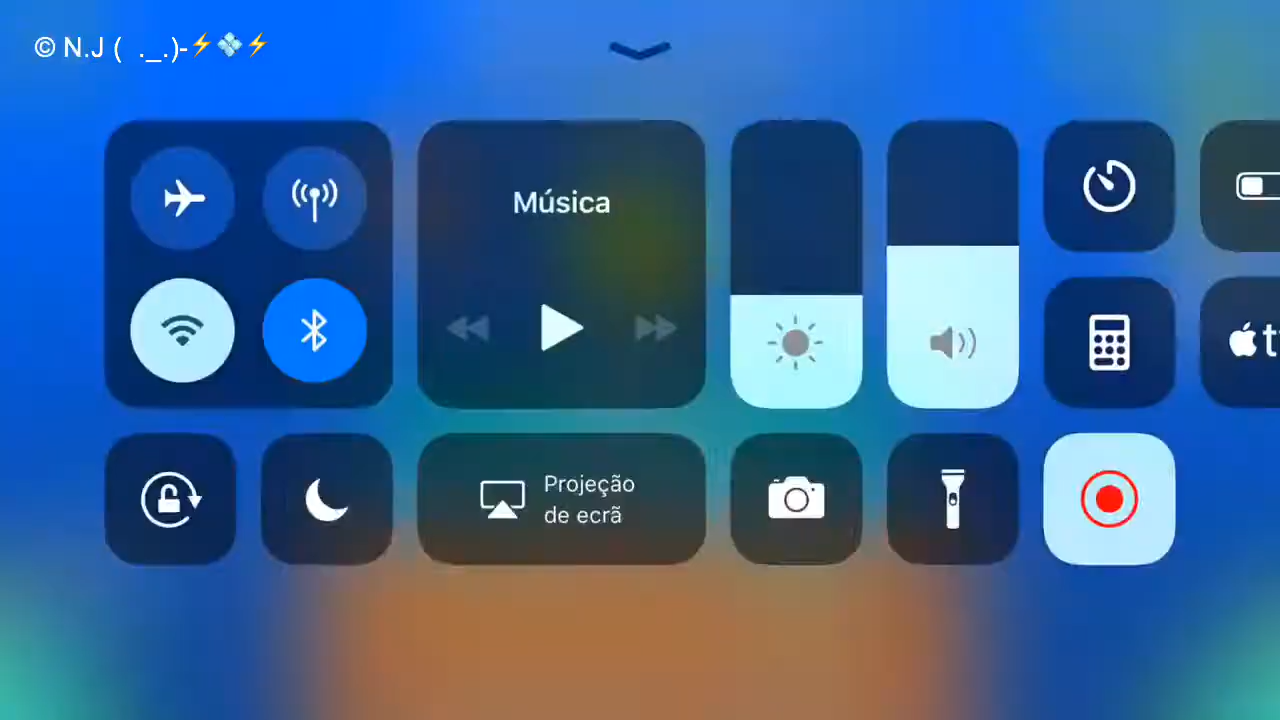 © N.J ( ._.)-⚡💠⚡
Música
Projeção
de ecrã
t